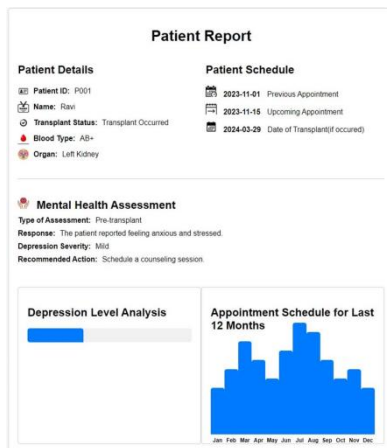 Patient Report
Patient Details
Patient ID: P001
Name: Ravi
Transplant Status: Transplant Occurred
Blood Type: AB+
Organ: Left Kidney
Patient Schedule
2023-11-01 Previous Appointment
2023-11-15 Upcoming Appointment
2024-03-29 Date of Transplant(if occured)
Mental Health Assessment
Type of Assessment: Pre-transplant
Response: The patient reported feeling anxious and stressed.
Depression Severity: Mild
Recommended Action: Schedule a counseling session.
Depression Level Analysis
Appointment Schedule for Last
12 Months
Jan Feb Mar Apr May Jun Jul Aug Sep Oct Nov Dec